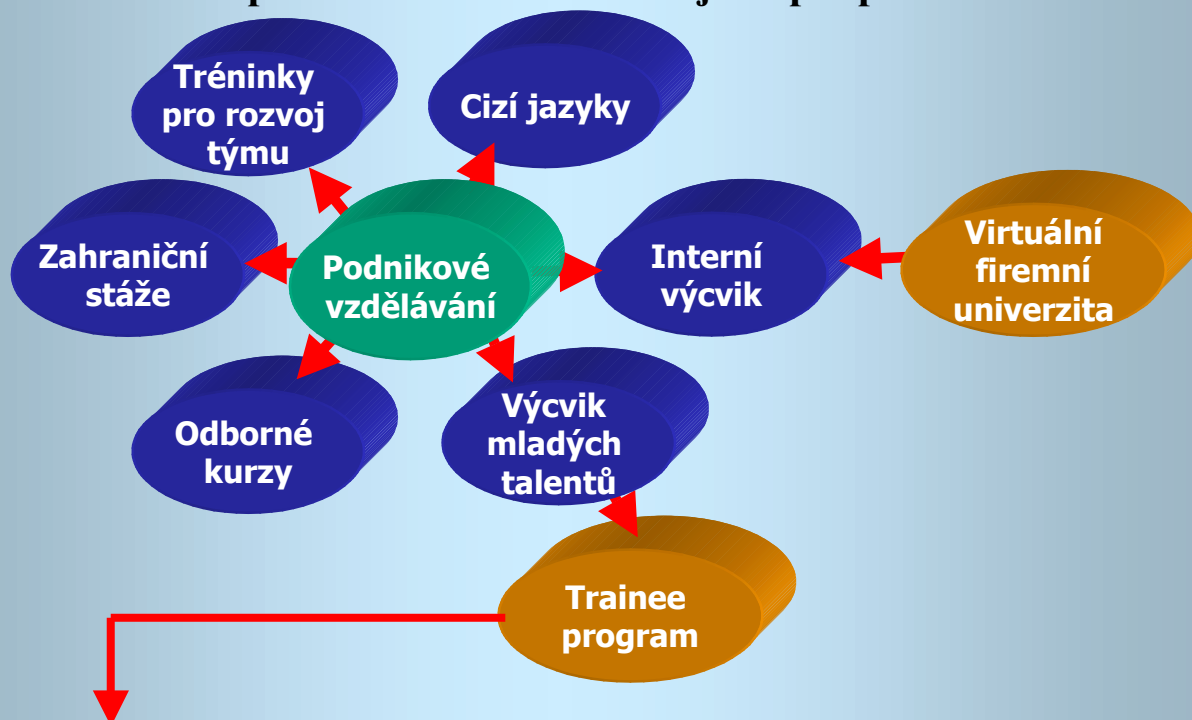 Tréninky
pro rozvoj
týmu
Cizí jazyky
Zahraniční
stáže
Podnikové
vzdělávání
Interní
výcvik
Virtuální
firemní
univerzita
Odborné
kurzy
Výcvik
mladých
talentů
Trainee
program